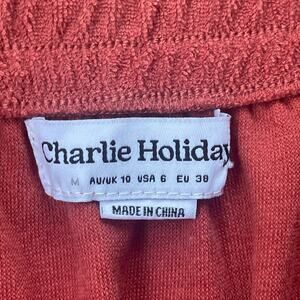 Charlie Holiday
M AU/UK 10 USA 6 EU 38
MADE IN CHINA